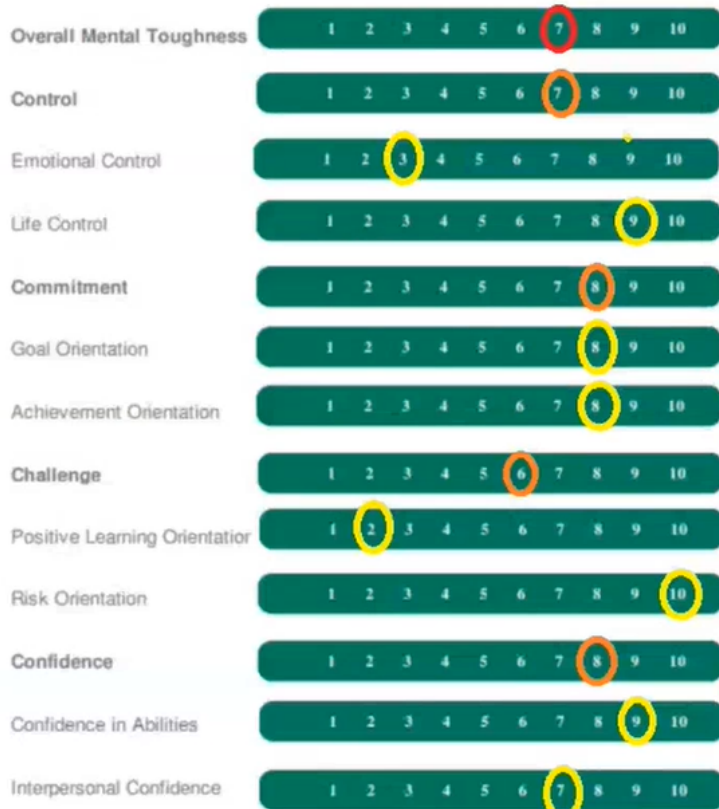 Overall Mental Toughness 1 2 3 4 5 6 7 8 9 10
Control 1 2 3 4 5 6 7 8 9 10
Emotional Control 1 2 3 4 5 6 7 8 9 10
Life Control 1 2 3 4 5 6 7 8 9 10
Commitment 1 2 3 4 5 6 7 8 9 10
Goal Orientation 1 2 3 4 5 6 7 8 9 10
Achievement Orientation 1 2 3 4 5 6 7 8 9 10
Challenge 1 2 3 4 5 6 7 8 9 10
Positive Learning Orientation 1 2 3 4 5 6 7 8 9 10
Risk Orientation 1 2 3 4 5 6 7 8 9 10
Confidence 1 2 3 4 5 6 7 8 9 10
Confidence in Abilities 1 2 3 4 5 6 7 8 9 10
Interpersonal Confidence 1 2 3 4 5 6 7 8 9 10